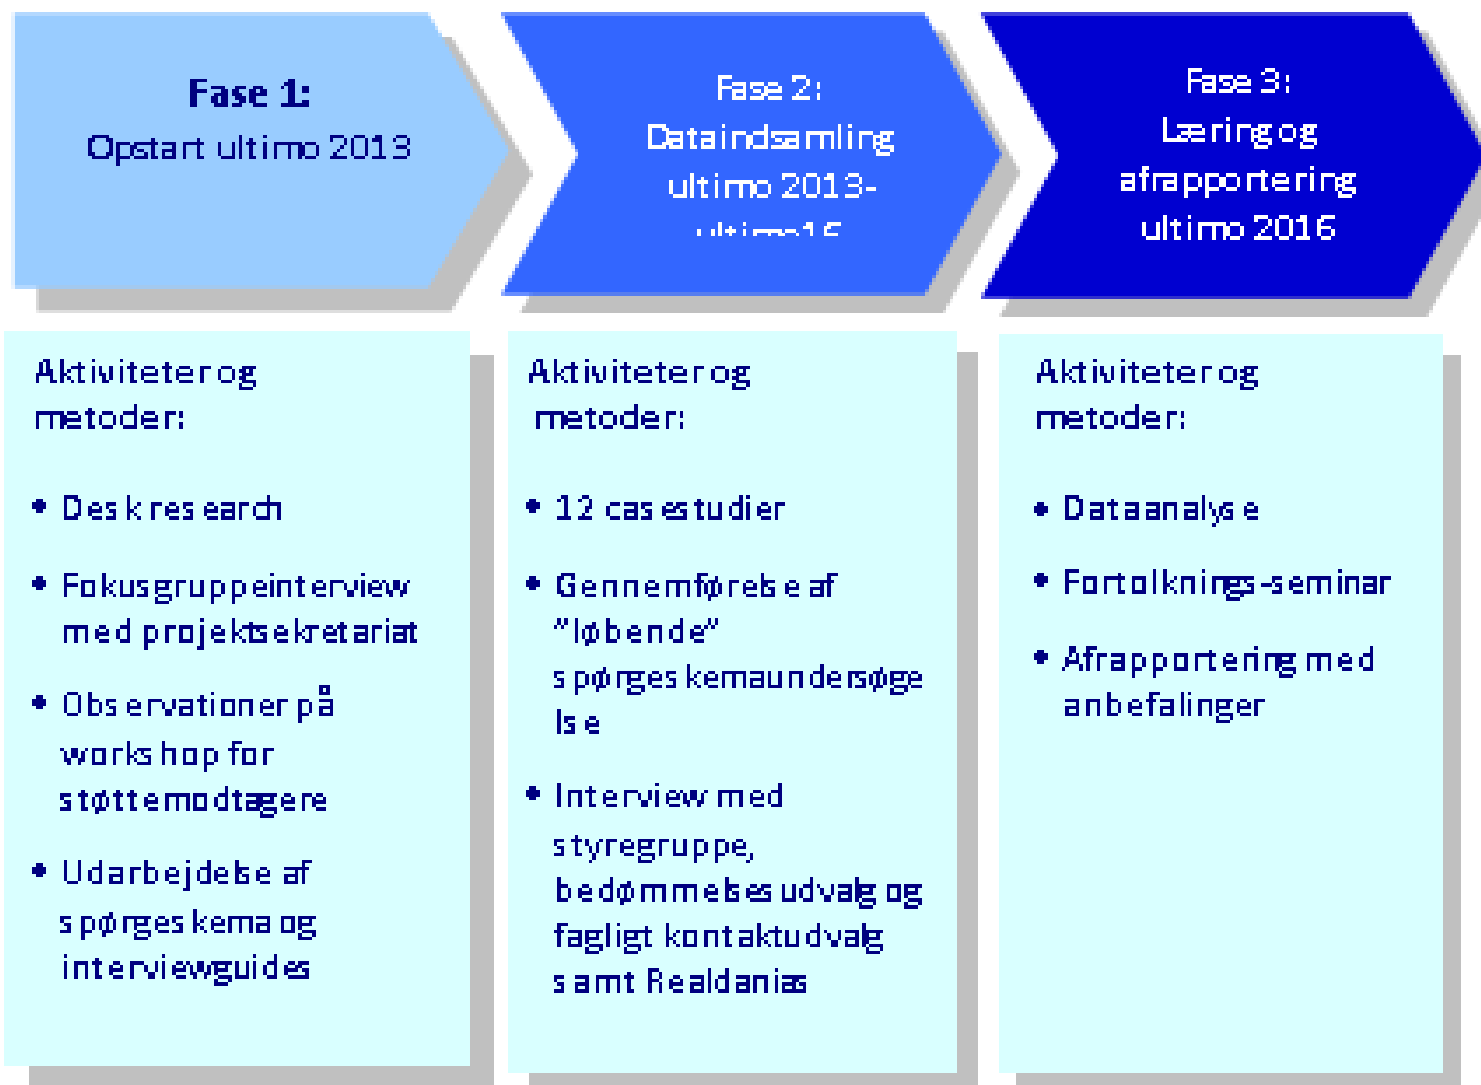 Fase 1:
Opstart ultimo 2013
Fase 2:
Dataindsamling
ultimo 2013-
Fase 3:
Læring og
afrapportering
ultimo 2016
Aktiviteter og
metoder:
• Desk research
• Fokusgruppeinterview
med projektsekretariat
• Observationer på
workshop for
støttemodtagere
• Udarbejdelse af
spørgeskema og
interviewguides
Aktiviteter og
metoder:
• 12 casestudier
• Gennemførelse af
"løbende"
spørgeskemaundersøge
lse
• Interview med
styregruppe,
bedømmelsesudvalg og
fagligt kontaktudvalg
samt Realdanias
Aktiviteter og
metoder:
• Dataanalyse
• Fortolknings-seminar
• Afrapportering med
anbefalinger